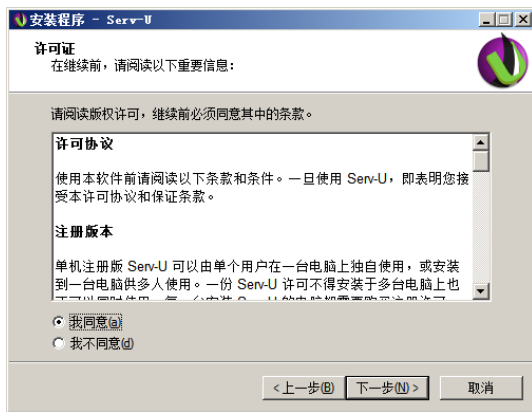 安装程序 - Serv-U
许可证
在继续前，请阅读以下重要信息：
请阅读版权许可，继续前必须同意其中的条款。
许可协议
使用本软件前请阅读以下条款和条件。一旦使用 Serv-U，即表明您接
受本许可协议和保证条款。
注册版本
单机注册版 Serv-U 可以由单个用户在一台电脑上独自使用，或安装
到一台电脑供多人使用。一份 Serv-U 许可不得安装于多台电脑上也
我同意(a)
我不同意(d)
<上一步(B)
下一步(N)>
取消